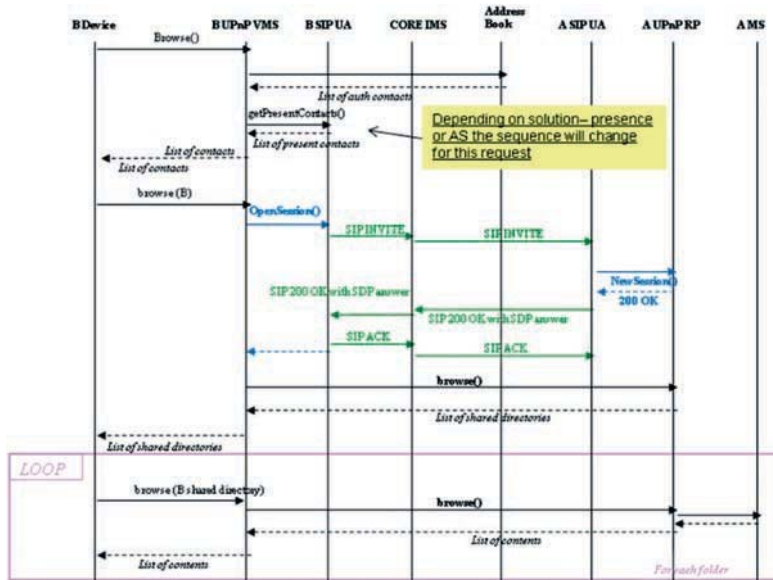 B Device
B UPnP VMS
B SIP UA
CORE IMS
Address
Book
A SIP UA
A UPnP RP
A MS
Browse()
List of auth contacts
getPresentContacts()
List of present contacts
Depending on solution– presence
or AS the sequence will change
for this request
List of contacts
List of contacts
browse (B)
OpenSession()
SIP INVITE
SIP INVITE
NewSession()
200 OK
SIP 200 OK with SDP answer
SIP 200 OK with SDP answer
SIP ACK
SIP ACK
browse()
List of shared directories
List of shared directories
LOOP
browse (B shared directory)
browse()
List of contents
List of contents
For each folder